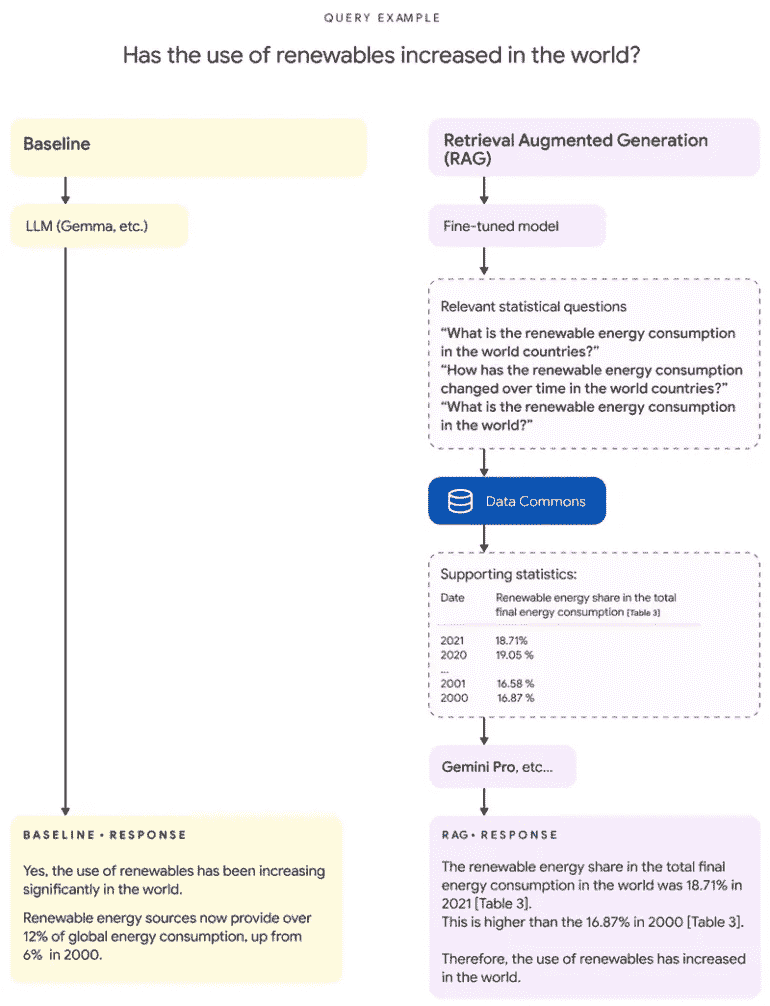 QUERY EXAMPLE
Has the use of renewables increased in the world?
Baseline
LLM (Gemma, etc.)
BASELINE • RESPONSE
Yes, the use of renewables has been increasing
significantly in the world.
Renewable energy sources now provide over
12% of global energy consumption, up from
6% in 2000.
Retrieval Augmented Generation
(RAG)
Fine-tuned model
Relevant statistical questions
“What is the renewable energy consumption
in the world countries?”
“How has the renewable energy consumption
changed over time in the world countries?”
“What is the renewable energy consumption
in the world?”
Data Commons
Supporting statistics:
Date Renewable energy share in the total
final energy consumption [Table 3]
2021 18.71%
2020 19.05 %
...
2001 16.58 %
2000 16.87 %
Gemini Pro, etc...
RAG • RESPONSE
The renewable energy share in the total final
energy consumption in the world was 18.71% in
2021 [Table 3].
This is higher than the 16.87% in 2000 [Table 3].
Therefore, the use of renewables has increased
in the world.